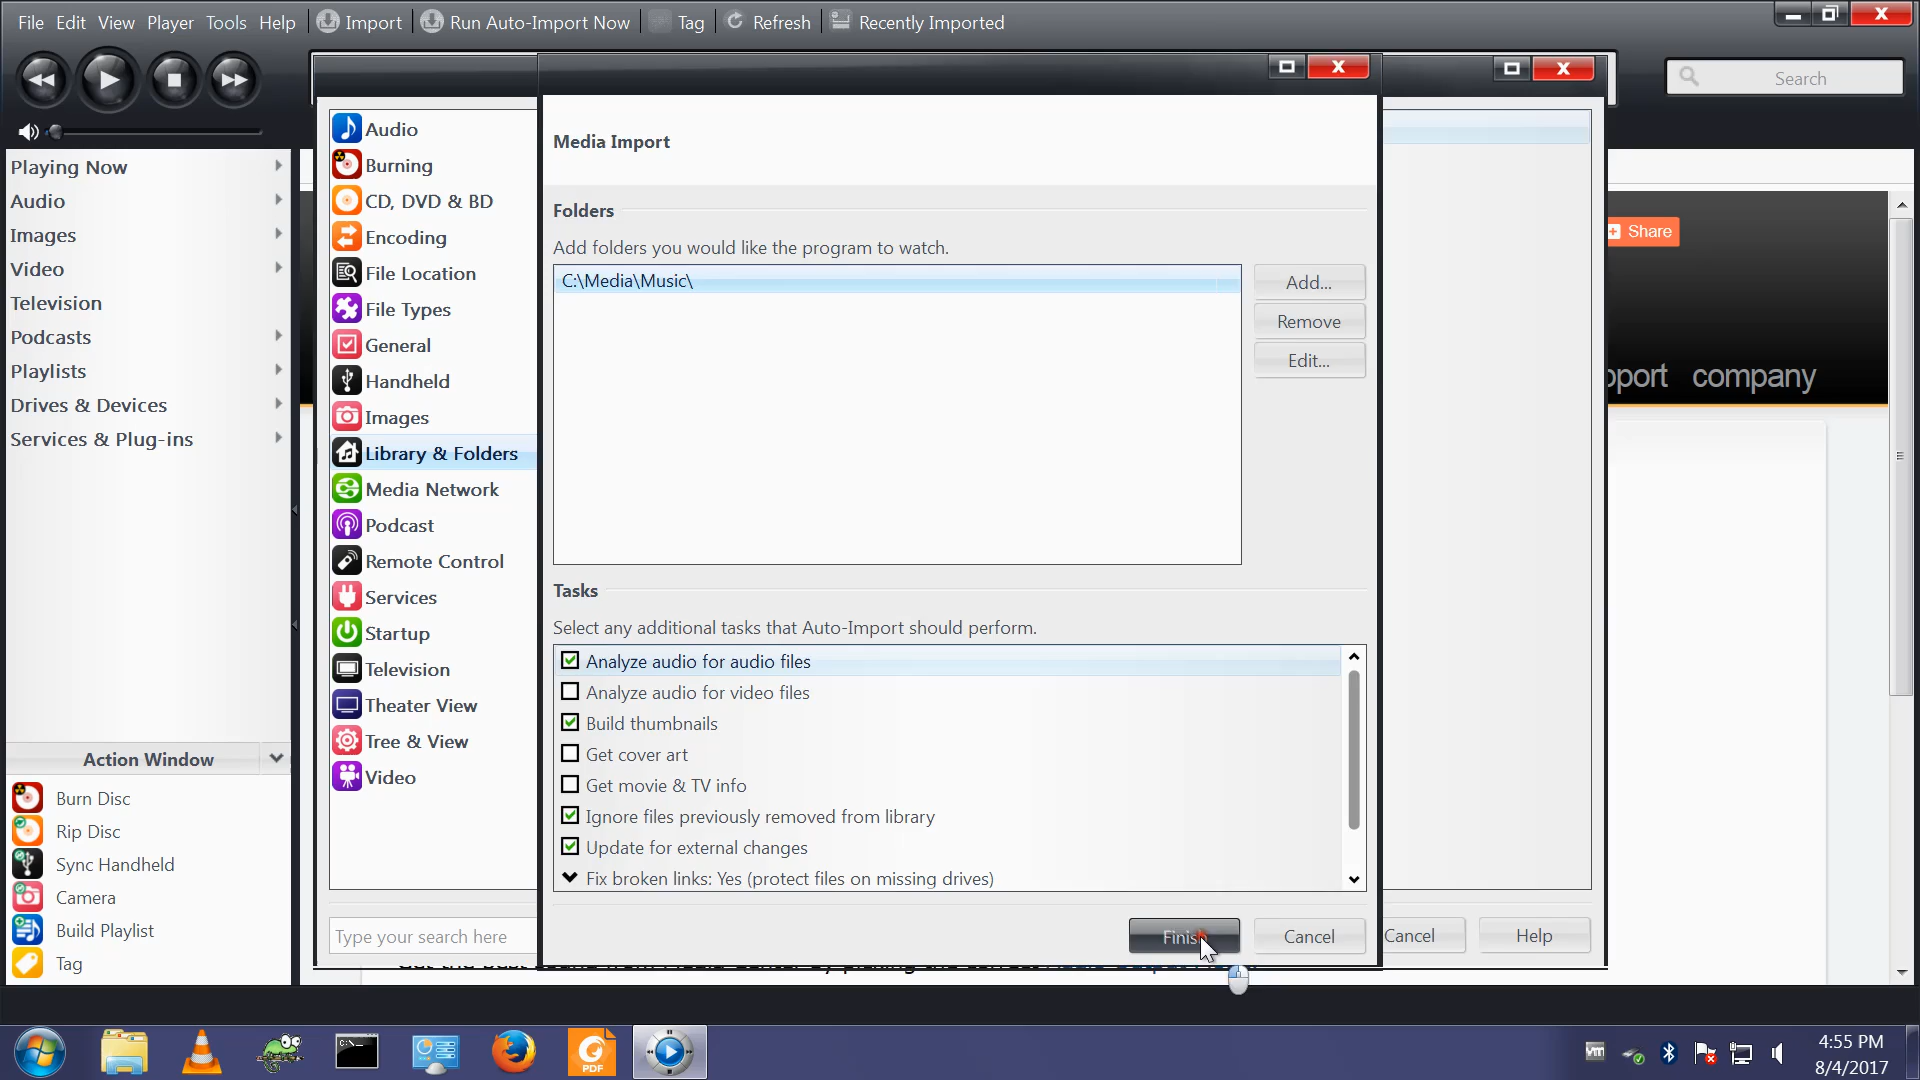 File Edit View Player Tools Help Import Run Auto-Import Now Tag Refresh Recently Imported
Search
Playing Now
Audio
Images
Video
Television
Podcasts
Playlists
Drives & Devices
Services & Plug-ins
Action Window
Burn Disc
Rip Disc
Sync Handheld
Camera
Build Playlist
Tag
Audio
Burning
CD, DVD & BD
Encoding
File Location
File Types
General
Handheld
Images
Library & Folders
Media Network
Podcast
Remote Control
Services
Startup
Television
Theater View
Tree & View
Video
Type your search here
Media Import
Folders
Add folders you would like the program to watch.
C:\Media\Music\
Add...
Remove
Edit...
Tasks
Select any additional tasks that Auto-Import should perform.
Analyze audio for audio files
Analyze audio for video files
Build thumbnails
Get cover art
Get movie & TV info
Ignore files previously removed from library
Update for external changes
Fix broken links: Yes (protect files on missing drives)
Finish
Cancel
Cancel
Help
Share
pport company
PDF
4:55 PM
8/4/2017